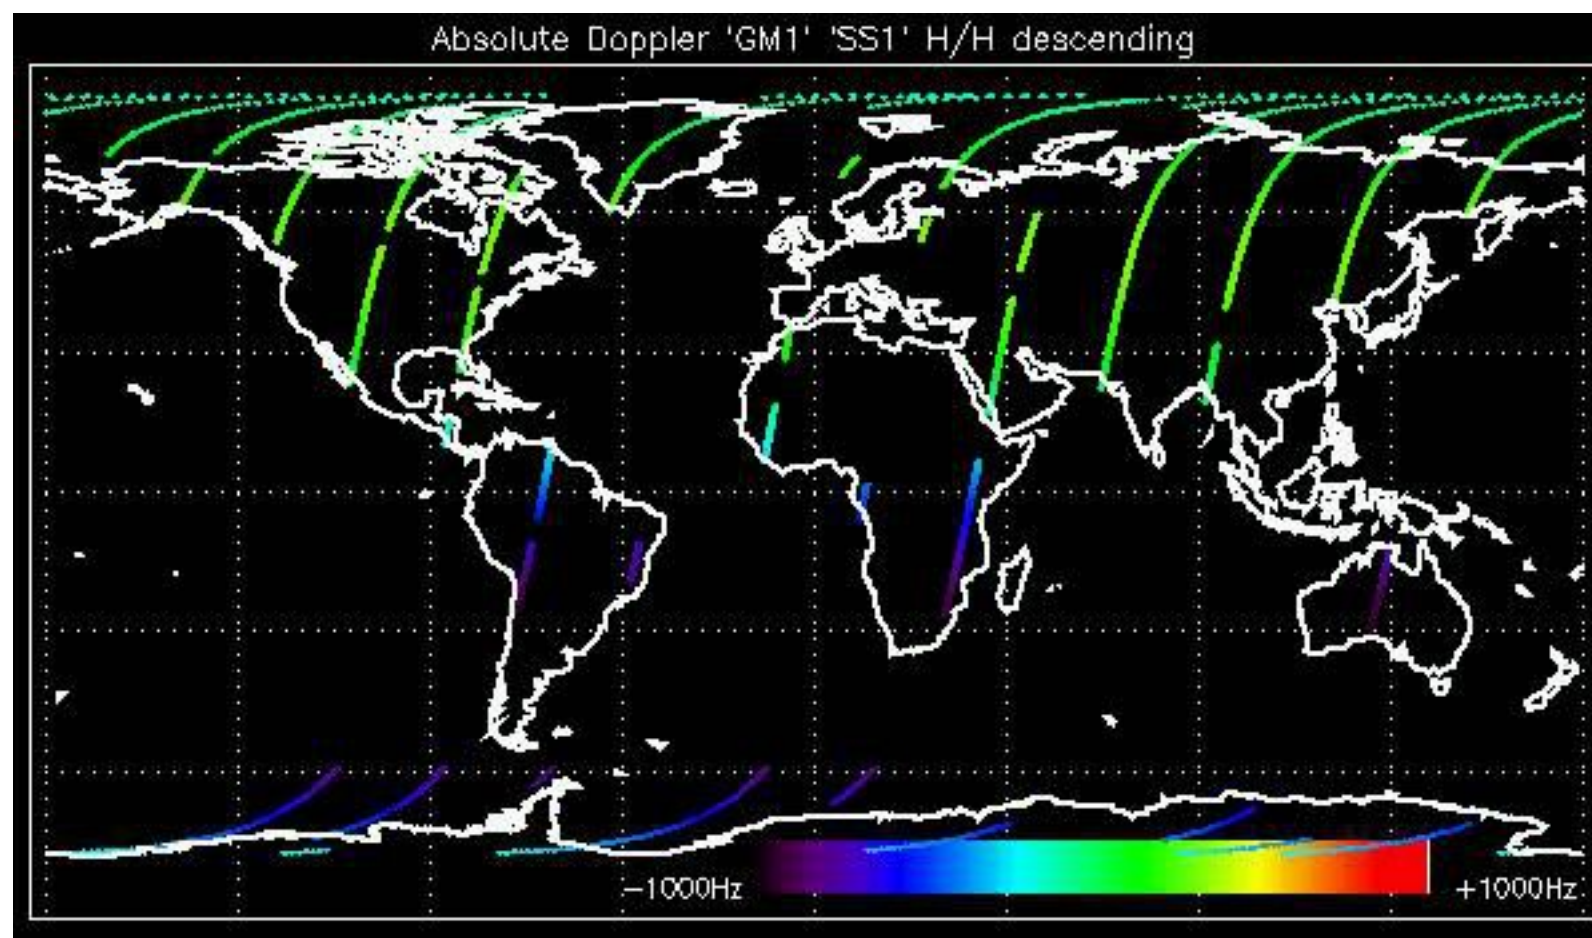 Absolute Doppler 'GM1' 'SS1' H/H descending
-1000Hz
+1000Hz